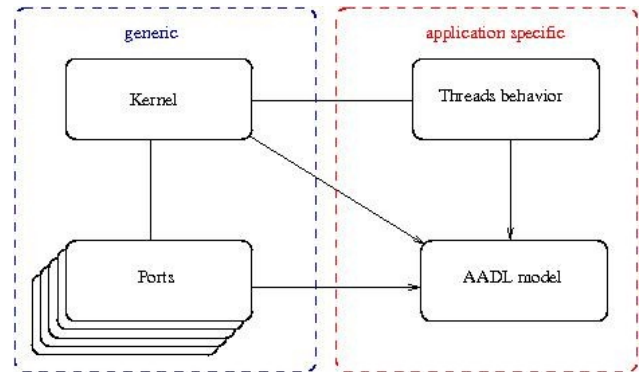 generic
application specific
Kernel
Threads behavior
Ports
AADL model